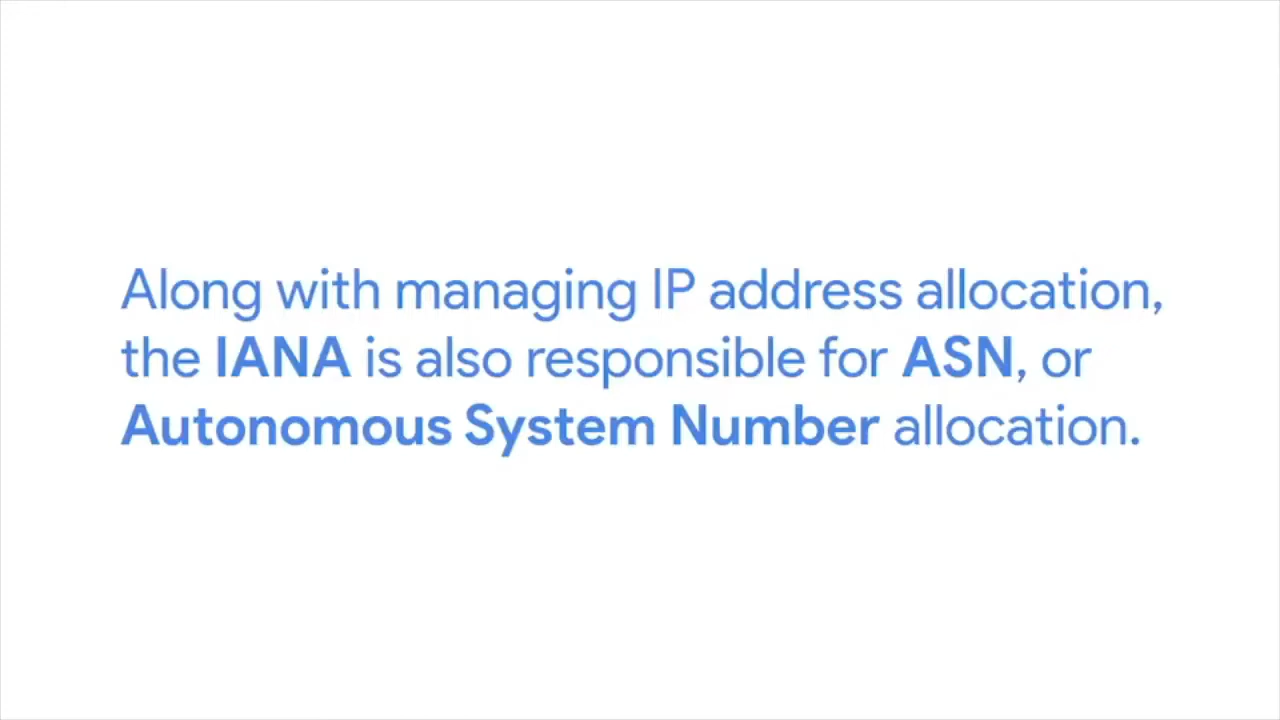 Along with managing IP address allocation,
the IANA is also responsible for ASN, or
Autonomous System Number allocation.